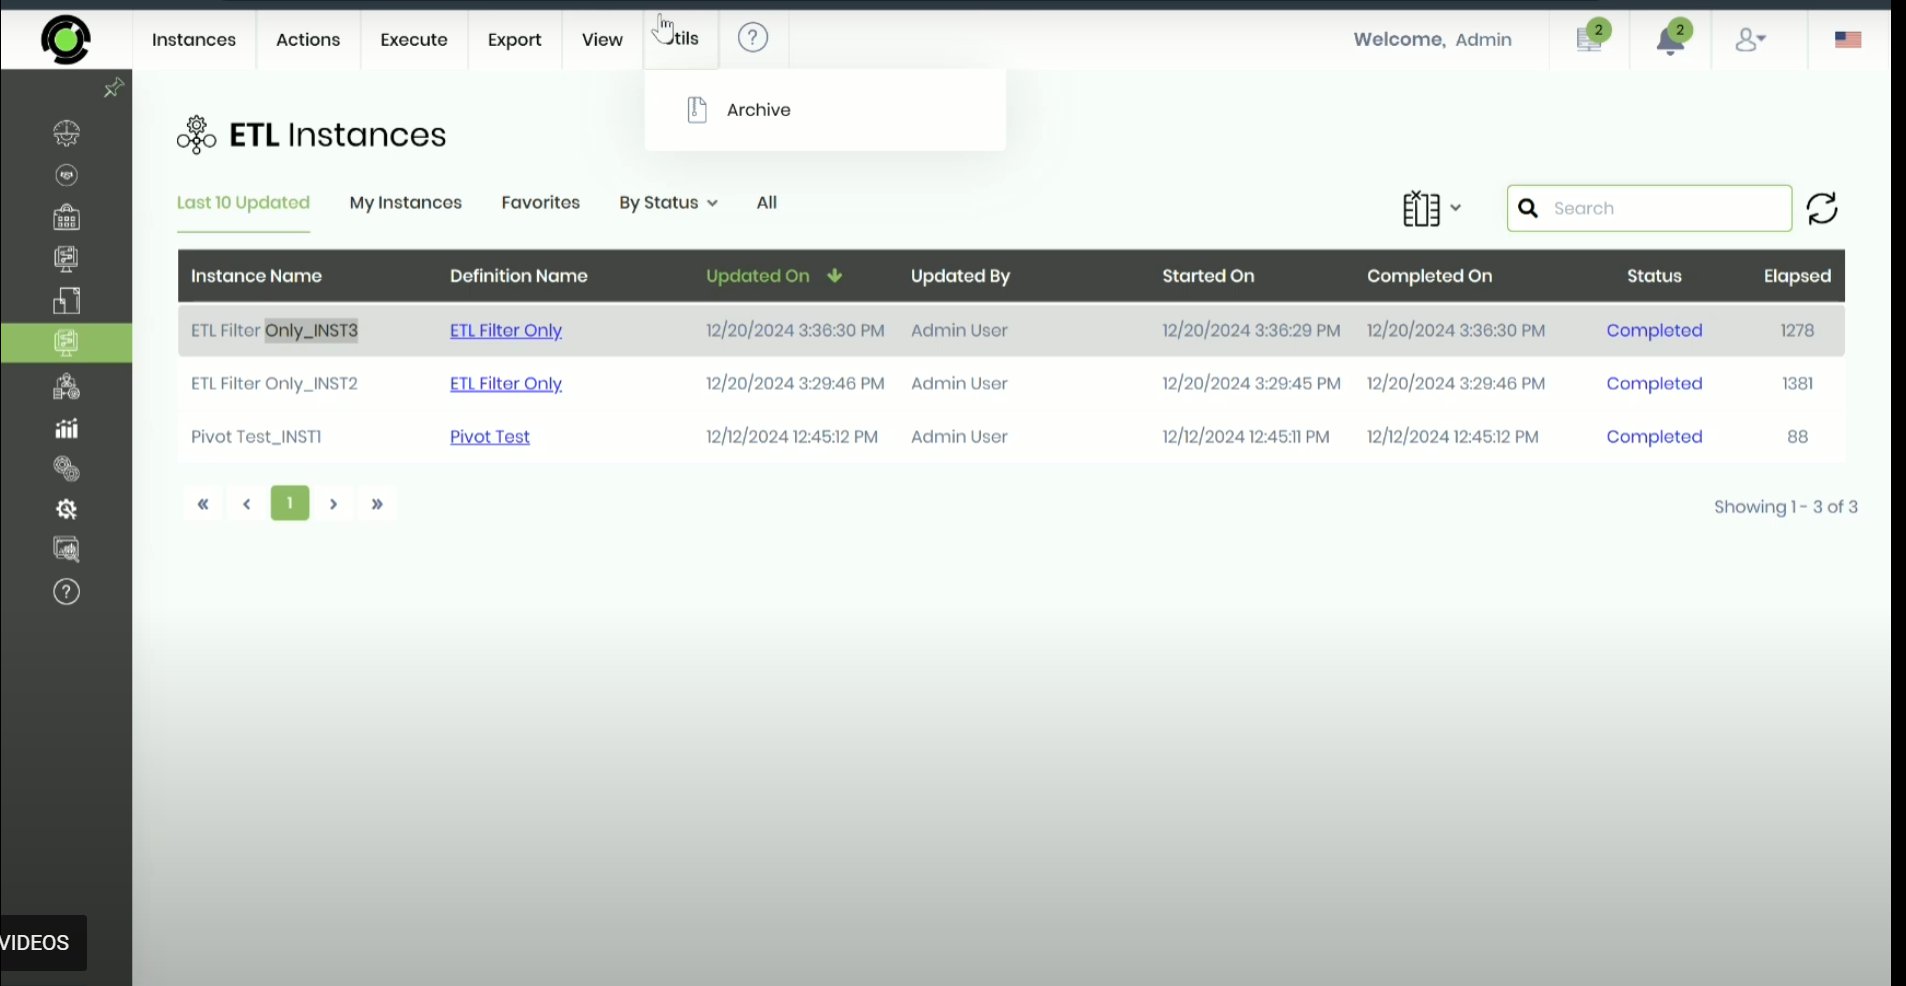 Instances Actions Execute Export View tils ? Welcome, Admin 2 2
Archive
ETL Instances
Last 10 Updated My Instances Favorites By Status All Search
Instance Name Definition Name Updated On Updated By Started On Completed On Status Elapsed
ETL Filter Only_INST3 ETL Filter Only 12/20/2024 3:36:30 PM Admin User 12/20/2024 3:36:29 PM 12/20/2024 3:36:30 PM Completed 1278
ETL Filter Only_INST2 ETL Filter Only 12/20/2024 3:29:46 PM Admin User 12/20/2024 3:29:45 PM 12/20/2024 3:29:46 PM Completed 1381
Pivot Test_INST1 Pivot Test 12/12/2024 12:45:12 PM Admin User 12/12/2024 12:45:11 PM 12/12/2024 12:45:12 PM Completed 88
« ‹ 1 › »
Showing 1 - 3 of 3
?
VIDEOS